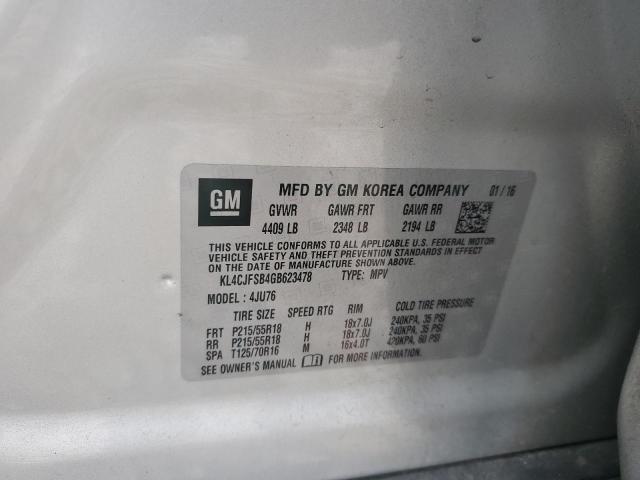 GM MFD BY GM KOREA COMPANY 01/16
GVWR GAWR FRT GAWR RR
4409 LB 2348 LB 2194 LB
THIS VEHICLE CONFORMS TO ALL APPLICABLE U.S. FEDERAL MOTOR
VEHICLE SAFETY AND THEFT PREVENTION STANDARDS IN EFFECT
ON THE DATE OF MANUFACTURE SHOWN ABOVE.
KL4CJFSB4GB623478 TYPE: MPV
MODEL: 4JU76
TIRE SIZE SPEED RTG RIM COLD TIRE PRESSURE
FRT P215/55R18 H 18x7.0J 240KPA, 35 PSI
RR P215/55R18 H 18x7.0J 240KPA, 35 PSI
SPA T125/70R16 M 16x4.0T 420KPA, 60 PSI
SEE OWNER'S MANUAL FOR MORE INFORMATION.